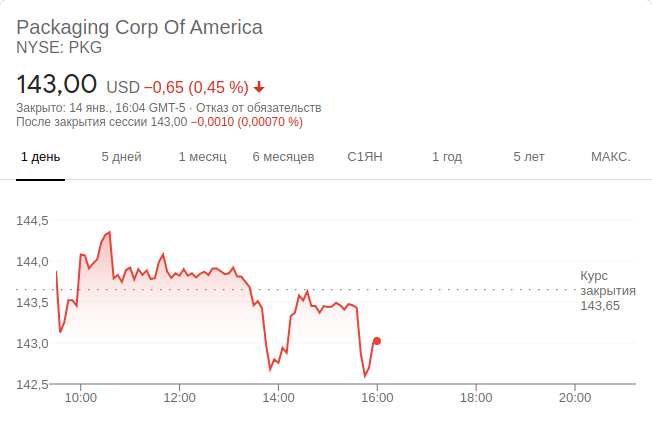 Packaging Corp Of America
NYSE: PKG
143,00 USD −0,65 (0,45 %)
Закрыто: 14 янв., 16:04 GMT-5 · Отказ от обязательств
После закрытия сессии 143,00 −0,0010 (0,00070 %)
1 день 5 дней 1 месяц 6 месяцев С1ЯН 1 год 5 лет МАКС.
144,5
144,0
143,5
143,0
142,5
Курс
закрытия
143,65
10:00 12:00 14:00 16:00 18:00 20:00